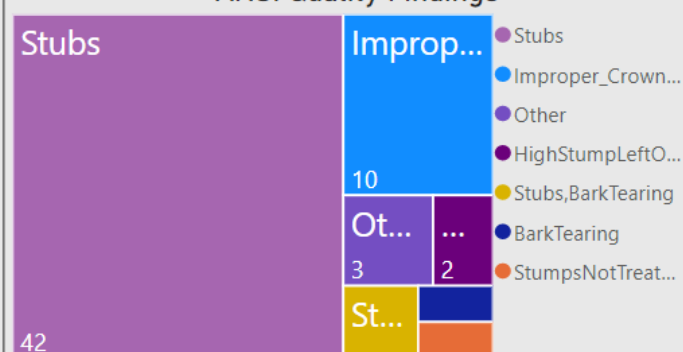 Stubs
42
Improp...
10
Ot...
3
...
2
St...
Stubs
Improper_Crown...
Other
HighStumpLeftO...
Stubs,BarkTearing
BarkTearing
StumpsNotTreat...